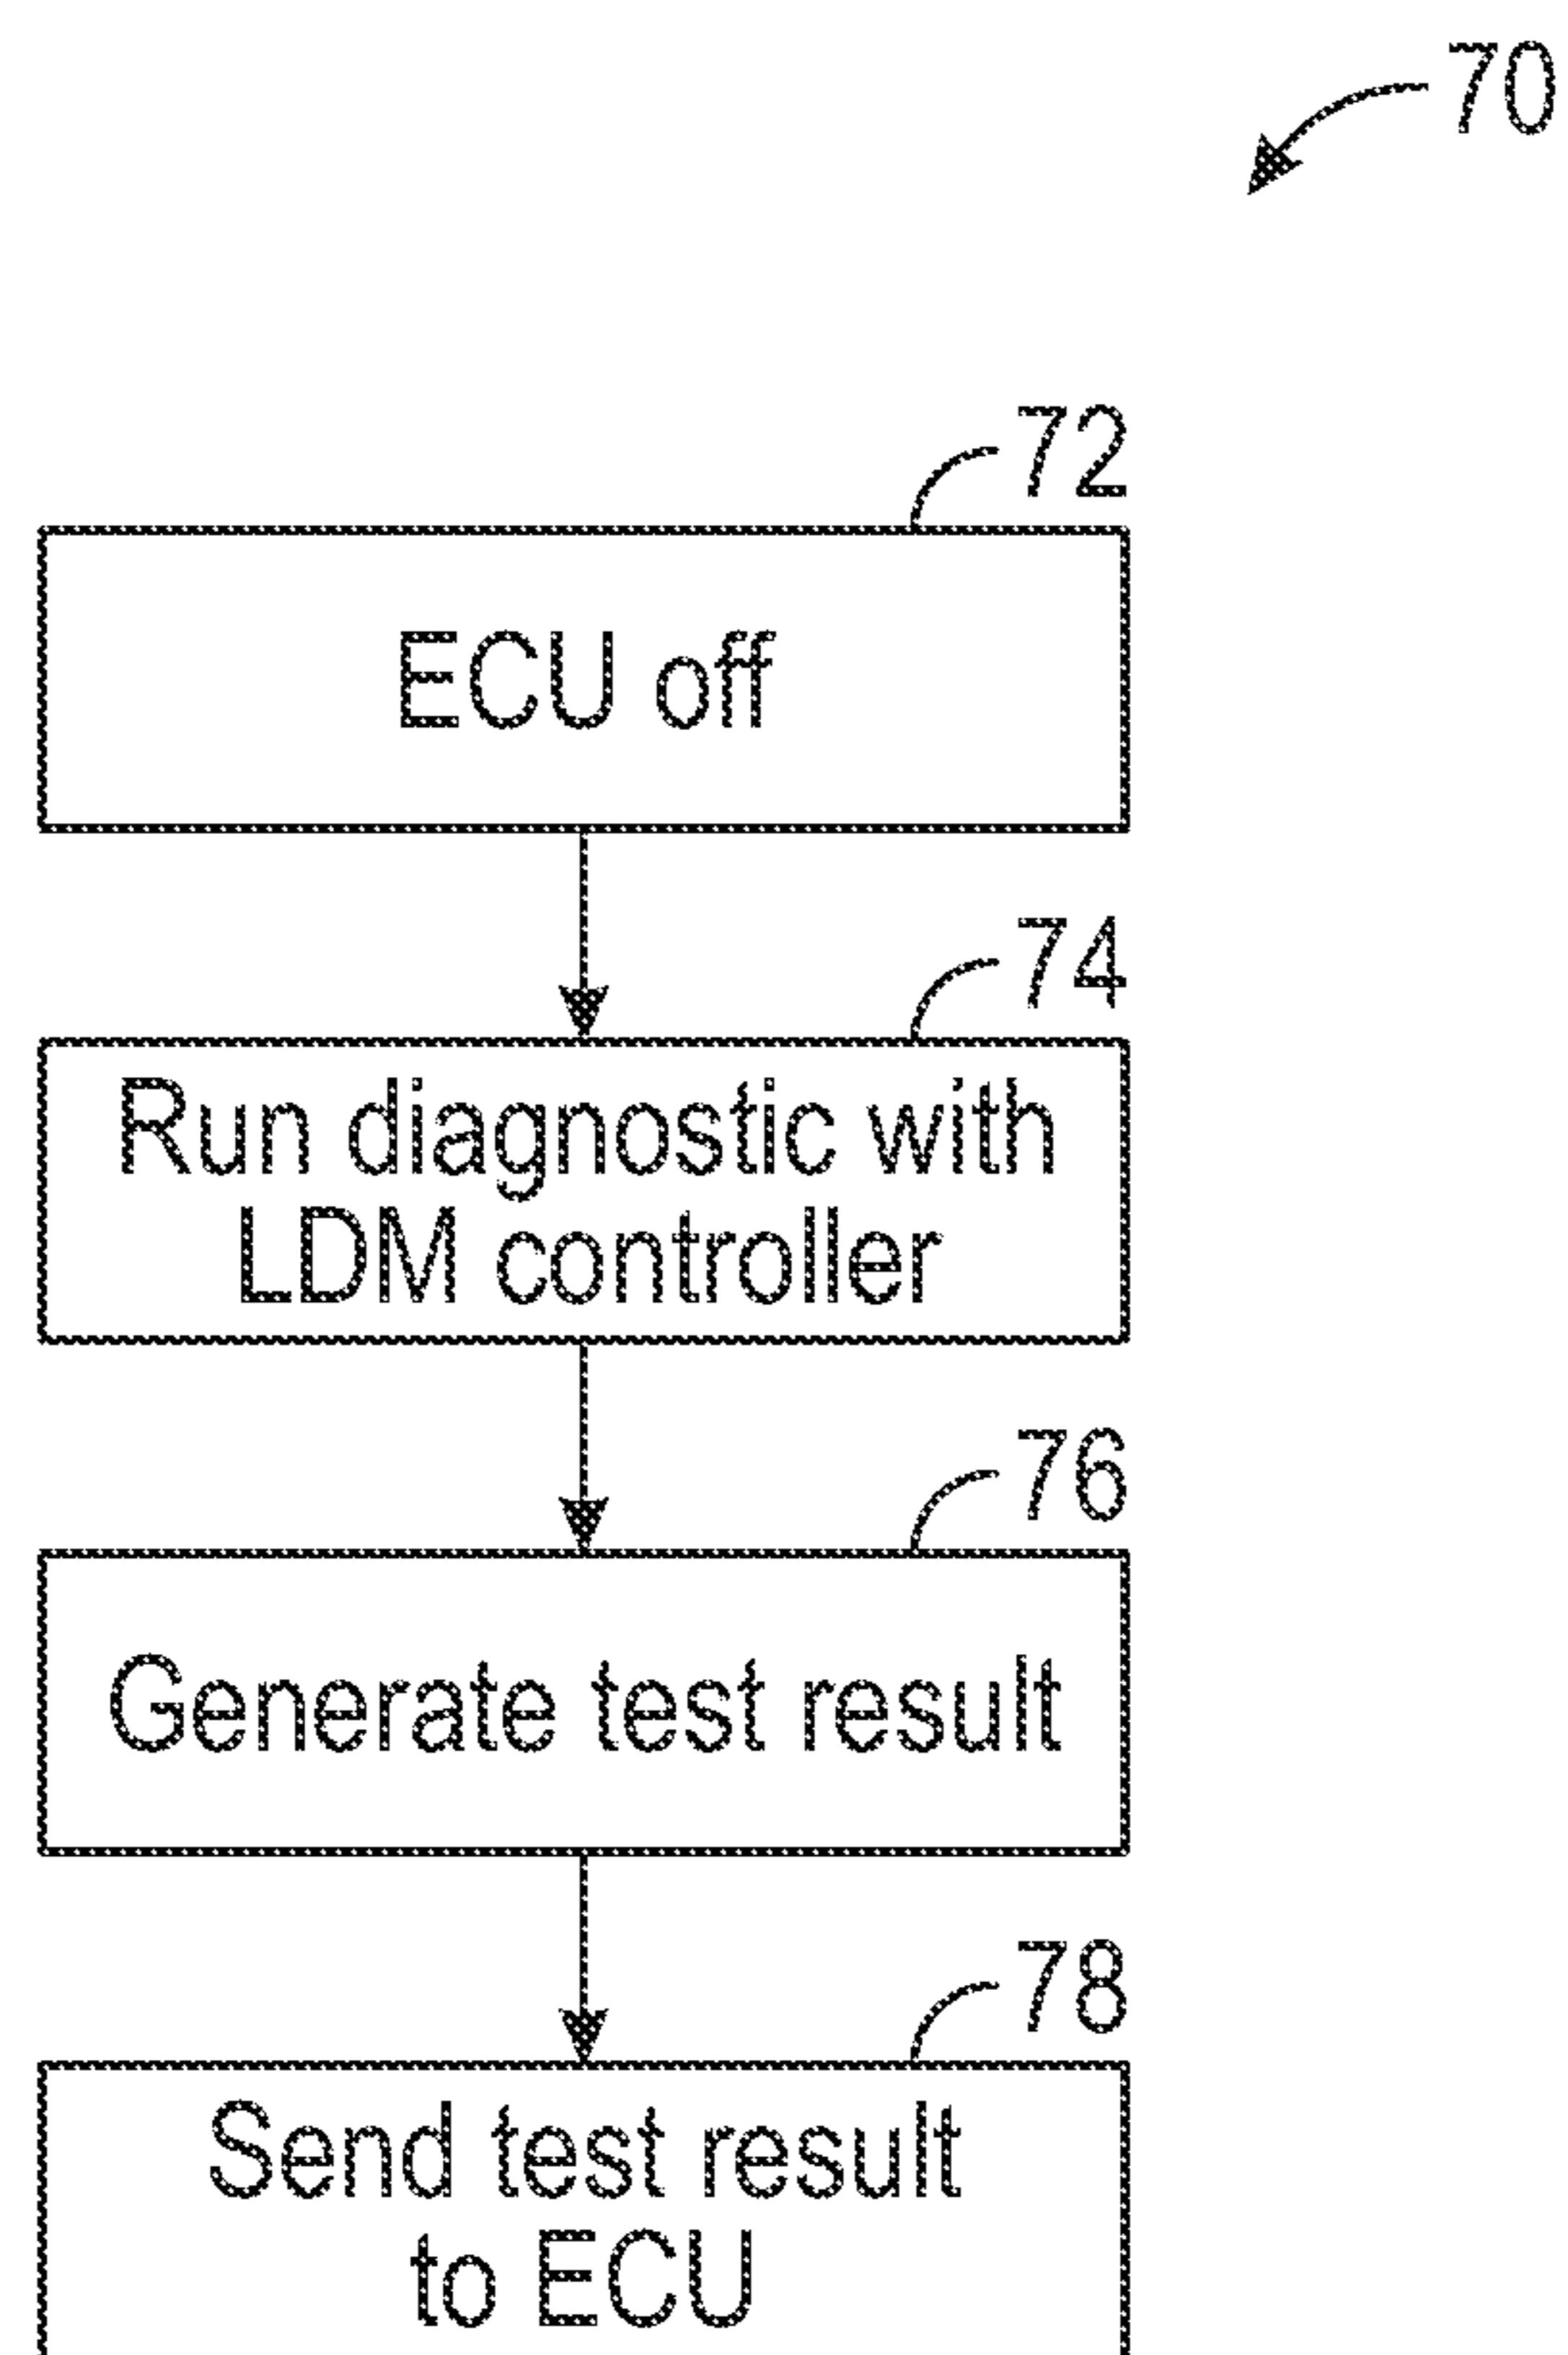 70
72
ECU off
74
Run diagnostic with
LDM controller
76
Generate test result
78
Send test result
to ECU